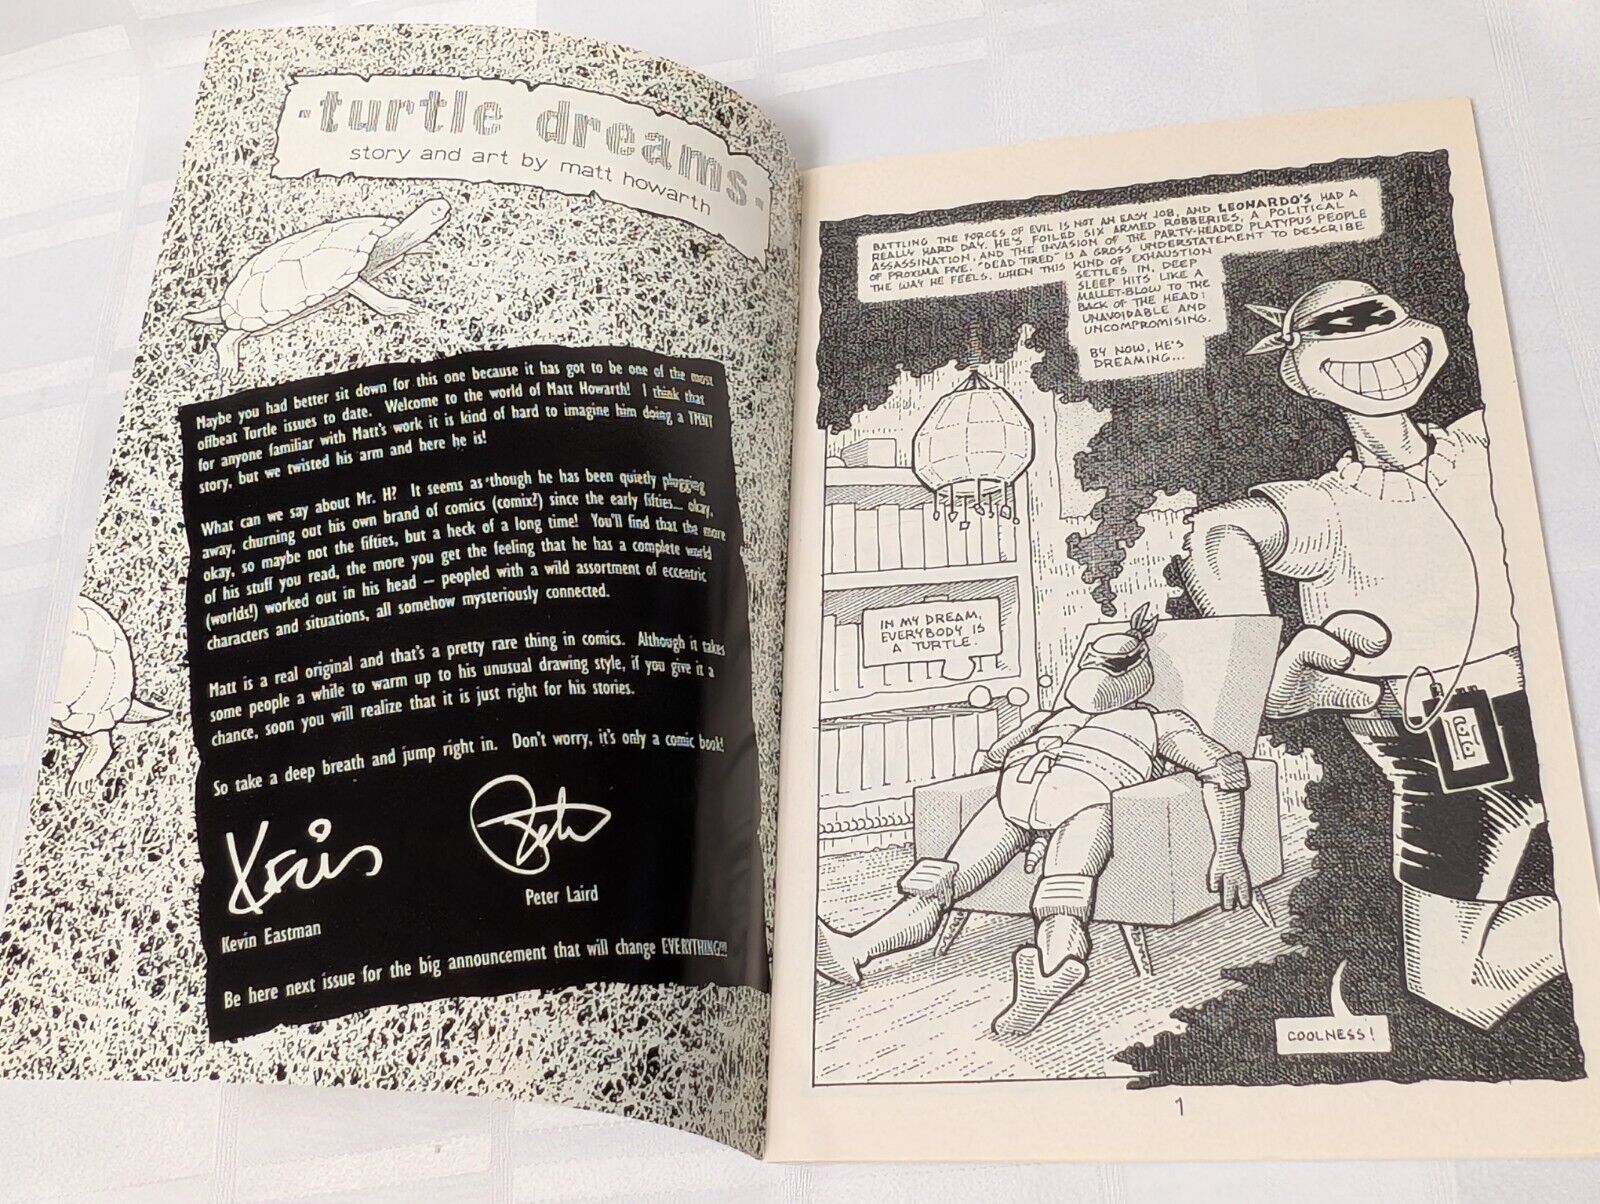 ·turtle dreams·
story and art by matt howarth
Maybe you had better sit down for this one because it has got to be one of the most
offbeat Turtle issues to date. Welcome to the world of Matt Howarth! I think that
for anyone familiar with Matt's work it is kind of hard to imagine him doing a TMNT
story, but we twisted his arm and here he is!
What can we say about Mr. H? It seems as though he has been quietly plugging
away, churning out his own brand of comics (comix?) since the early fifties... okay,
okay, so maybe not the fifties, but a heck of a long time! You'll find that the more
of his stuff you read, the more you get the feeling that he has a complete world
(worlds!) worked out in his head – peopled with a wild assortment of eccentric
characters and situations, all somehow mysteriously connected.
Matt is a real original and that's a pretty rare thing in comics. Although it takes
some people a while to warm up to his unusual drawing style, if you give it a
chance, soon you will realize that it is just right for his stories.
So take a deep breath and jump right in. Don't worry, it's only a comic book!
Kevin
Peter
Peter Laird
Kevin Eastman
Be here next issue for the big announcement that will change EVERYTHING!!!
BATTLING THE FORCES OF EVIL IS NOT AN EASY JOB, AND LEONARDO'S HAD A
REALLY HARD DAY. HE'S FOILED SIX ARMED ROBBERIES, A POLITICAL
ASSASSINATION, AND THE INVASION OF THE PARTY-HEADED PLATYPUS PEOPLE
OF PROXIMA FIVE. "DEAD TIRED" IS A GROSS UNDERSTATEMENT TO DESCRIBE
THE WAY HE FEELS. WHEN THIS KIND OF EXHAUSTION
SETTLES IN, DEEP
SLEEP HITS LIKE A
MALLET-BLOW TO THE
BACK OF THE HEAD:
UNAVOIDABLE AND
UNCOMPROMISING.
BY NOW, HE'S
DREAMING...
IN MY DREAM,
EVERYBODY IS
A TURTLE.
COOLNESS!
1